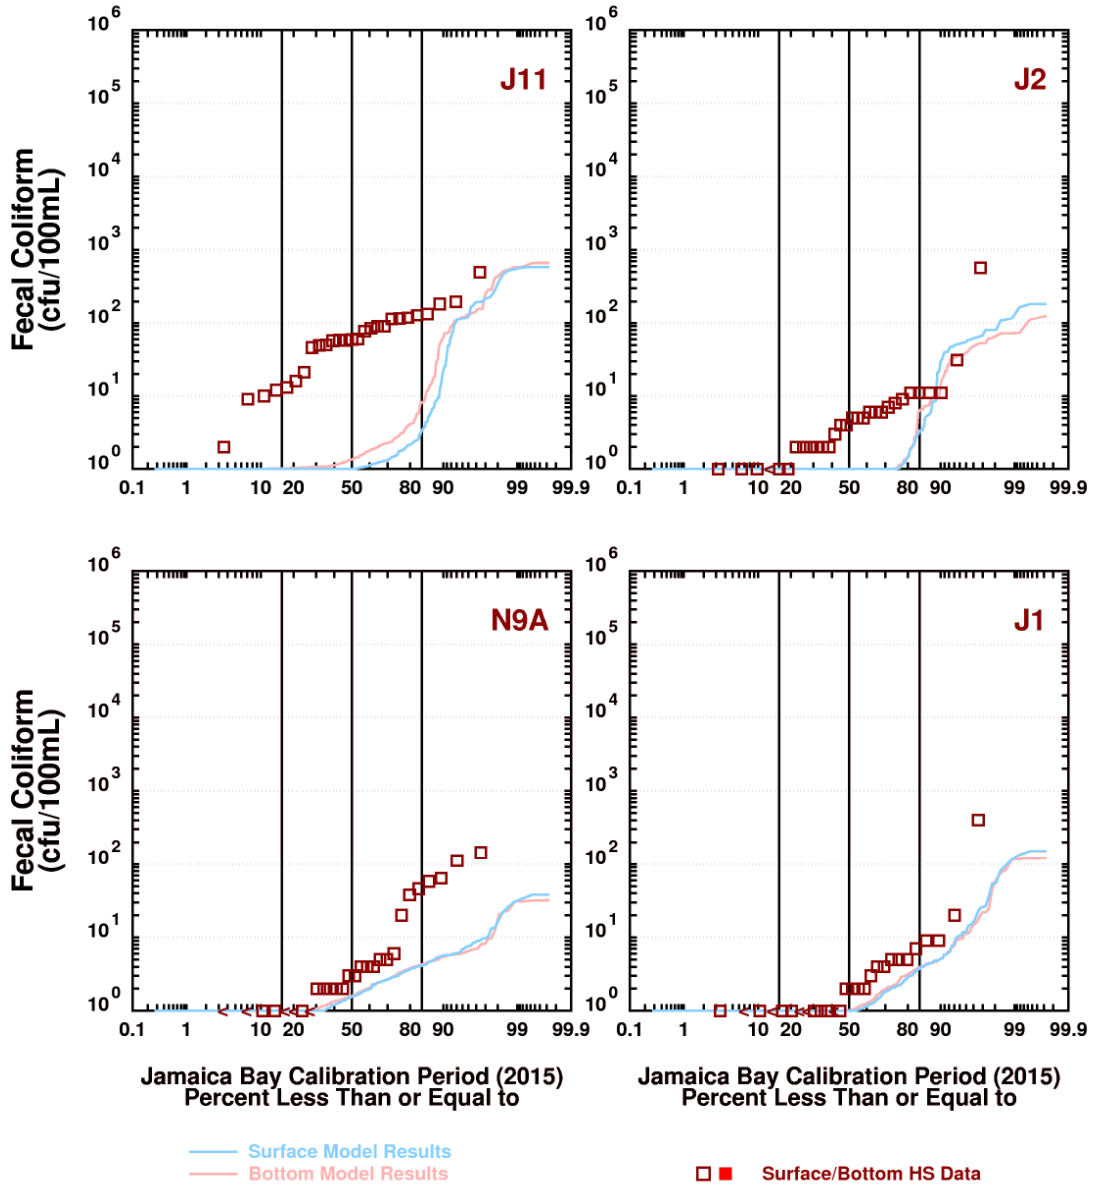 10^6
10^5
10^4
10^3
10^2
10^1
10^0
J11
0.1 1 10 20 50 80 90 99 99.9
Fecal Coliform
(cfu/100mL)
10^6
10^5
10^4
10^3
10^2
10^1
10^0
J2
0.1 1 10 20 50 80 90 99 99.9
10^6
10^5
10^4
10^3
10^2
10^1
10^0
N9A
0.1 1 10 20 50 80 90 99 99.9
Fecal Coliform
(cfu/100mL)
Jamaica Bay Calibration Period (2015)
Percent Less Than or Equal to
10^6
10^5
10^4
10^3
10^2
10^1
10^0
J1
0.1 1 10 20 50 80 90 99 99.9
Jamaica Bay Calibration Period (2015)
Percent Less Than or Equal to
Surface Model Results
Bottom Model Results
Surface/Bottom HS Data